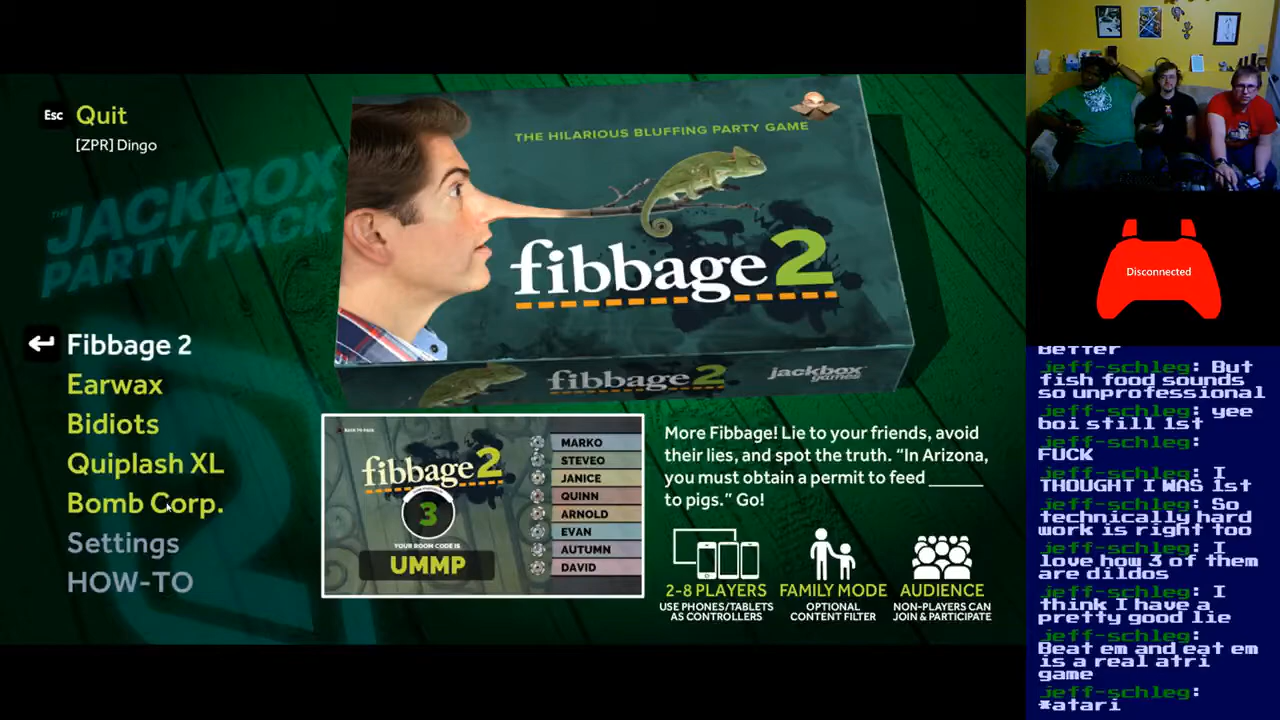 Esc Quit
[ZPR] Dingo
THE
JACKBOX
PARTY PACK
Fibbage 2
Earwax
Bidiots
Quiplash XL
Bomb Corp.
Settings
HOW-TO
THE HILARIOUS BLUFFING PARTY GAME
fibbage 2
fibbage 2
jackbox
games
BACK TO PACK
fibbage 2
3
YOUR ROOM CODE IS
UMMP
MARKO
STEVEO
JANICE
QUINN
ARNOLD
EVAN
AUTUMN
DAVID
More Fibbage! Lie to your friends, avoid
their lies, and spot the truth. “In Arizona,
you must obtain a permit to feed ______
to pigs.” Go!
2-8 PLAYERS
USE PHONES/TABLETS
AS CONTROLLERS
FAMILY MODE
OPTIONAL
CONTENT FILTER
AUDIENCE
NON-PLAYERS CAN
JOIN & PARTICIPATE
Disconnected
Better
jeff-schleg: But
fish food sounds
so unprofessional
jeff-schleg: yee
boi still 1st
jeff-schleg:
FUCK
jeff-schleg: I
THOUGHT I WAS 1st
jeff-schleg: So
technically hard
work is right too
jeff-schleg: I
love how 3 of them
are dildos
jeff-schleg: I
think I have a
pretty good lie
jeff-schleg:
Beat em and eat em
is a real atri
game
jeff-schleg:
*atari